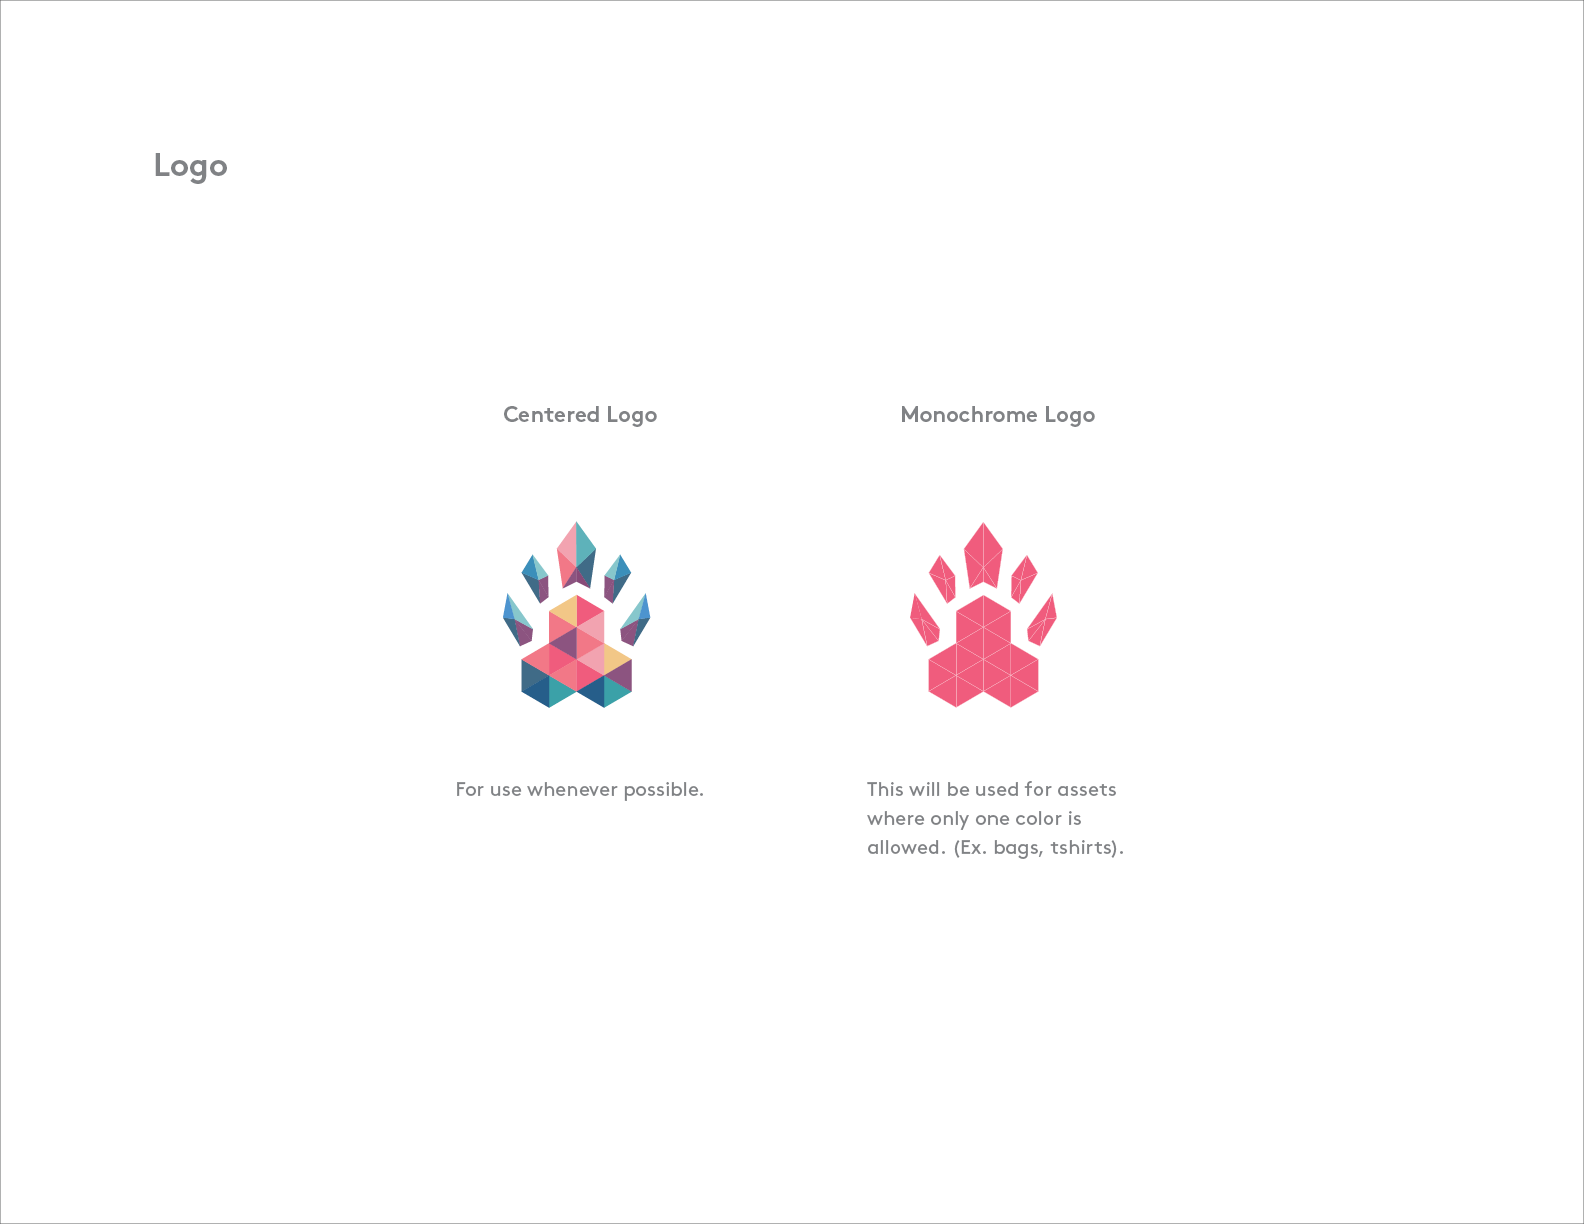 Logo
Centered Logo
Monochrome Logo
For use whenever possible.
This will be used for assets
where only one color is
allowed. (Ex. bags, tshirts).